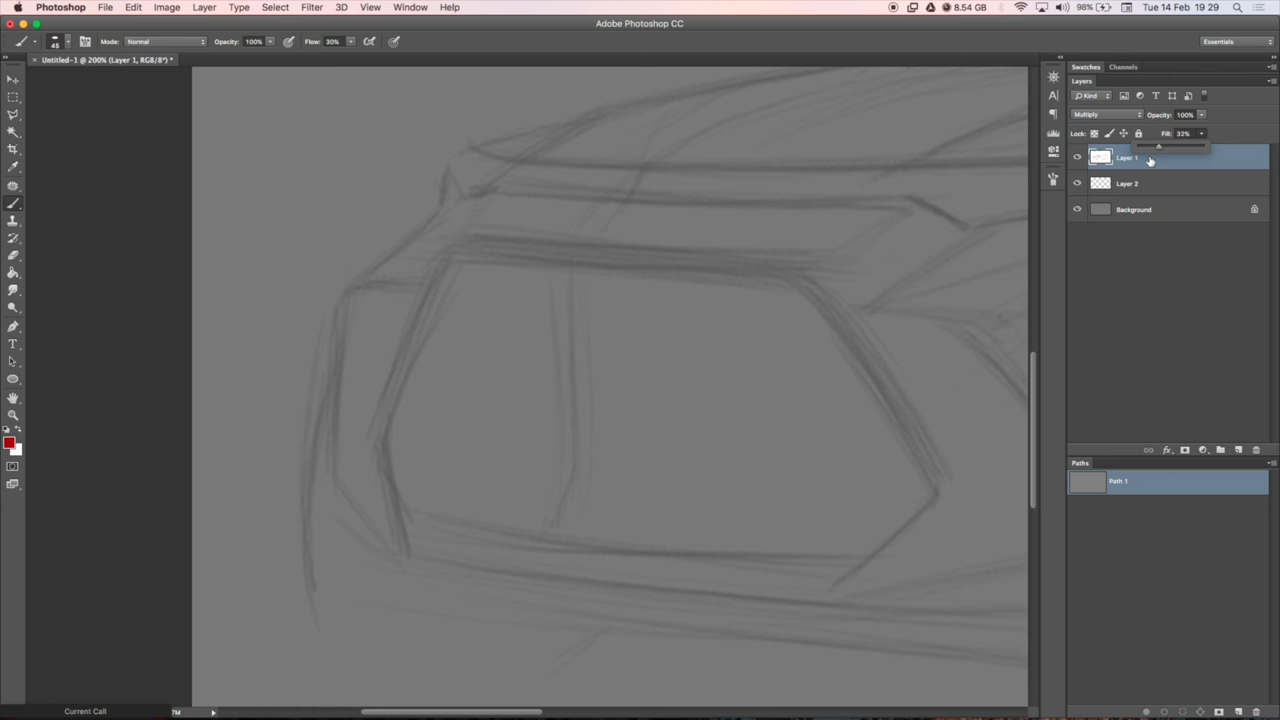 Photoshop File Edit Image Layer Type Select Filter 3D View Window Help 8.54 GB 98% Tue 14 Feb 19 29
Adobe Photoshop CC
45 Mode: Normal Opacity: 100% Flow: 30% Essentials
Untitled-1 @ 200% (Layer 1, RGB/8*) *
Swatches Channels
Layers
Kind
Multiply Opacity: 100%
Lock: Fill: 32%
Layer 1
Layer 2
Background
Paths
Path 1
Current Call 7M